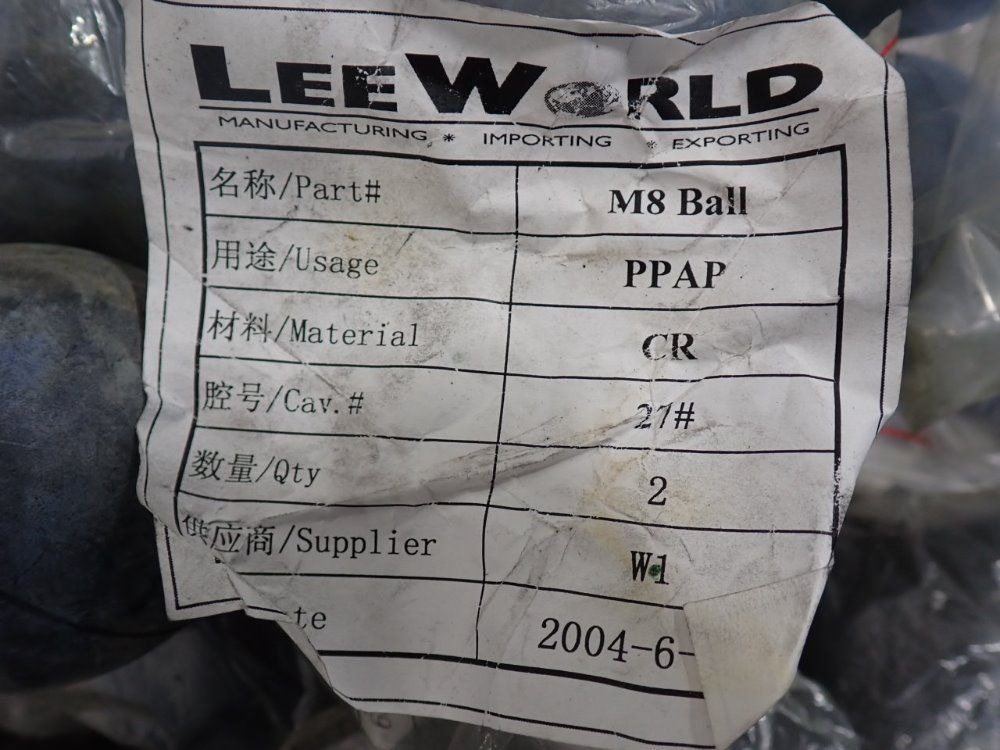 LEEWORLD
MANUFACTURING * IMPORTING * EXPORTING
名称/Part# M8 Ball
用途/Usage PPAP
材料/Material CR
腔号/Cav.# 27#
数量/Qty 2
供应商/Supplier W1
te 2004-6-